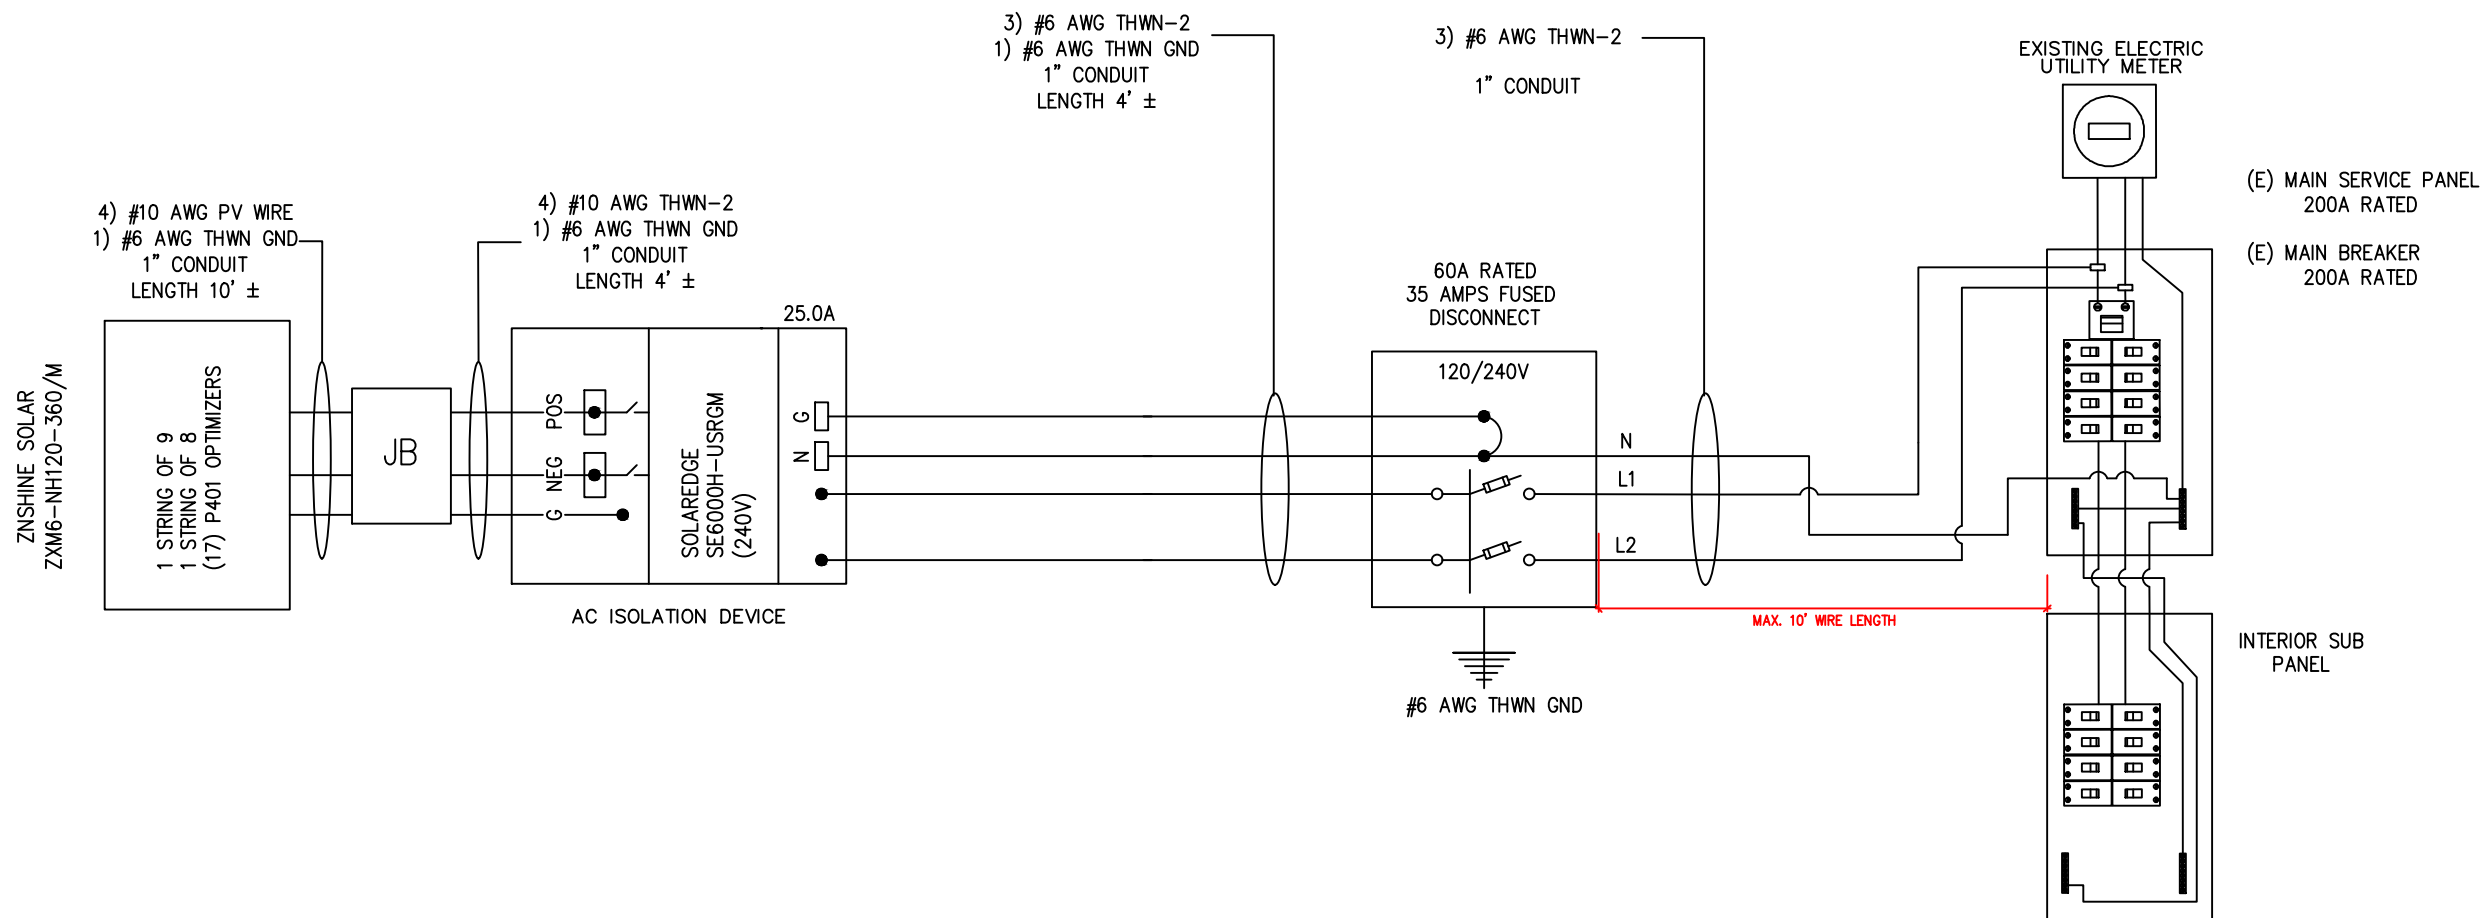 3) #6 AWG THWN-2
1) #6 AWG THWN GND
1" CONDUIT
LENGTH 4' ±
3) #6 AWG THWN-2
1" CONDUIT
EXISTING ELECTRIC
UTILITY METER
(E) MAIN SERVICE PANEL
200A RATED
(E) MAIN BREAKER
200A RATED
4) #10 AWG PV WIRE
1) #6 AWG THWN GND
1" CONDUIT
LENGTH 10' ±
4) #10 AWG THWN-2
1) #6 AWG THWN GND
1" CONDUIT
LENGTH 4' ±
60A RATED
35 AMPS FUSED
DISCONNECT
120/240V
25.0A
ZNSHINE SOLAR
ZXM6-NH120-360/M
1 STRING OF 9
1 STRING OF 8
(17) P401 OPTIMIZERS
JB
POS
NEG
G
SOLAREDGE
SE6000H-USRGM
(240V)
G
N
N
L1
L2
AC ISOLATION DEVICE
MAX. 10' WIRE LENGTH
#6 AWG THWN GND
INTERIOR SUB
PANEL